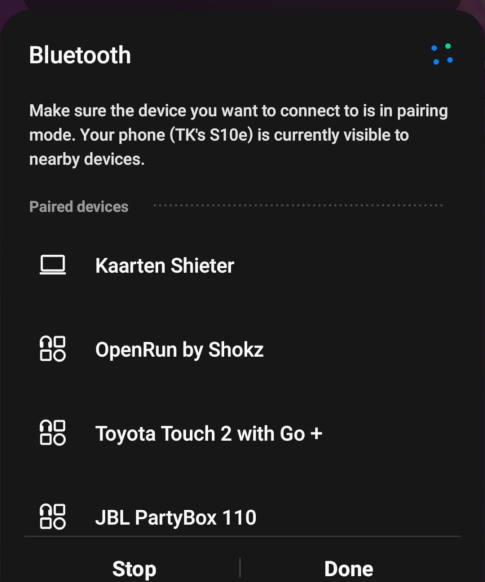 Bluetooth
Make sure the device you want to connect to is in pairing
mode. Your phone (TK's S10e) is currently visible to
nearby devices.
Paired devices
Kaarten Shieter
OpenRun by Shokz
Toyota Touch 2 with Go +
JBL PartyBox 110
Stop
Done